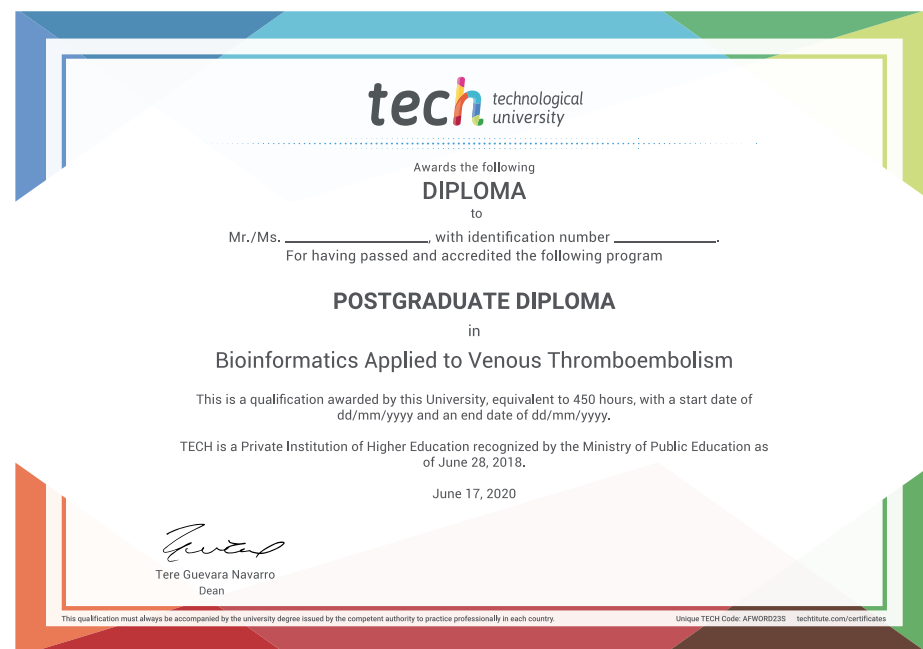 tech technological
university
Awards the following
DIPLOMA
to
Mr./Ms. ____________________, with identification number ______________.
For having passed and accredited the following program
POSTGRADUATE DIPLOMA
in
Bioinformatics Applied to Venous Thromboembolism
This is a qualification awarded by this University, equivalent to 450 hours, with a start date of
dd/mm/yyyy and an end date of dd/mm/yyyy.
TECH is a Private Institution of Higher Education recognized by the Ministry of Public Education as
of June 28, 2018.
June 17, 2020
Tere Guevara Navarro
Dean
This qualification must always be accompanied by the university degree issued by the competent authority to practice professionally in each country.
Unique TECH Code: AFWORD23S techtitute.com/certificates